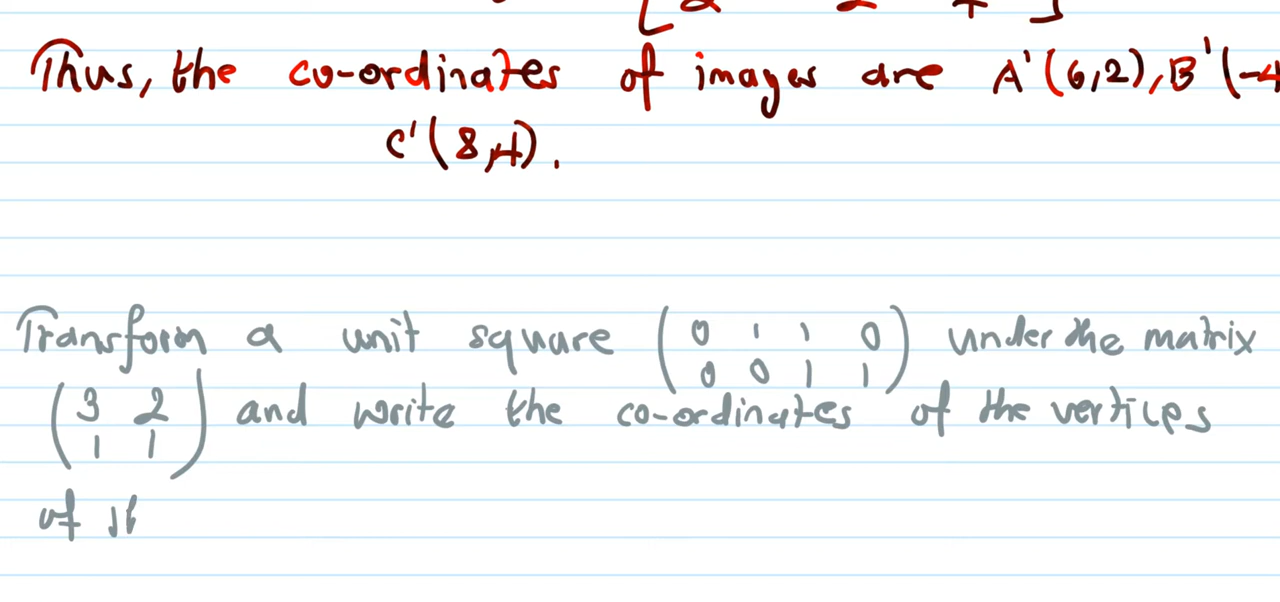 Thus, the co-ordinates of images are A'(6,2), B'(-4
C'(8,4).
Transform a unit square (0 1 1 0
0 0 1 1) under the matrix
(3 2
1 1) and write the co-ordinates of the vertices
of